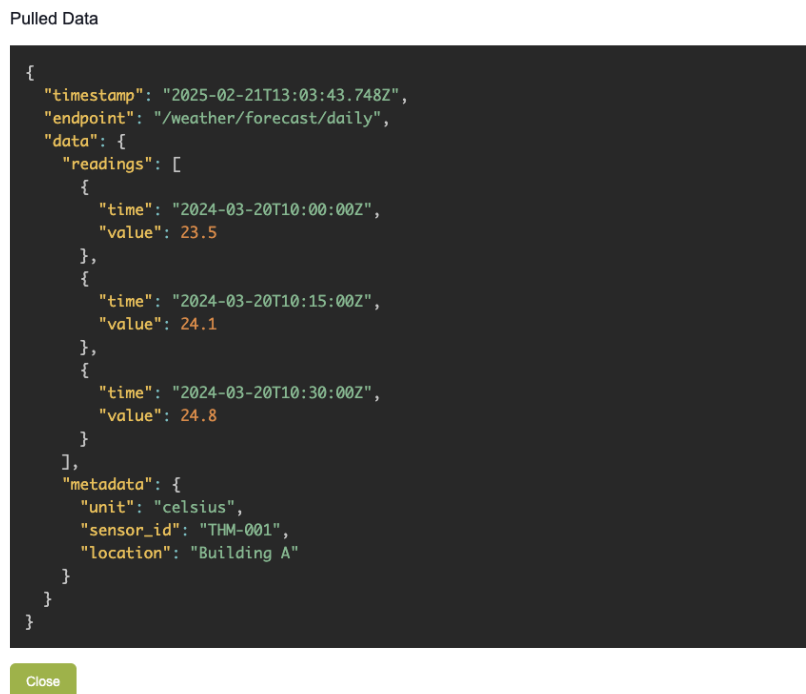 Pulled Data
{
  "timestamp": "2025-02-21T13:03:43.748Z",
  "endpoint": "/weather/forecast/daily",
  "data": {
    "readings": [
      {
        "time": "2024-03-20T10:00:00Z",
        "value": 23.5
      },
      {
        "time": "2024-03-20T10:15:00Z",
        "value": 24.1
      },
      {
        "time": "2024-03-20T10:30:00Z",
        "value": 24.8
      }
    ],
    "metadata": {
      "unit": "celsius",
      "sensor_id": "THM-001",
      "location": "Building A"
    }
  }
}
Close